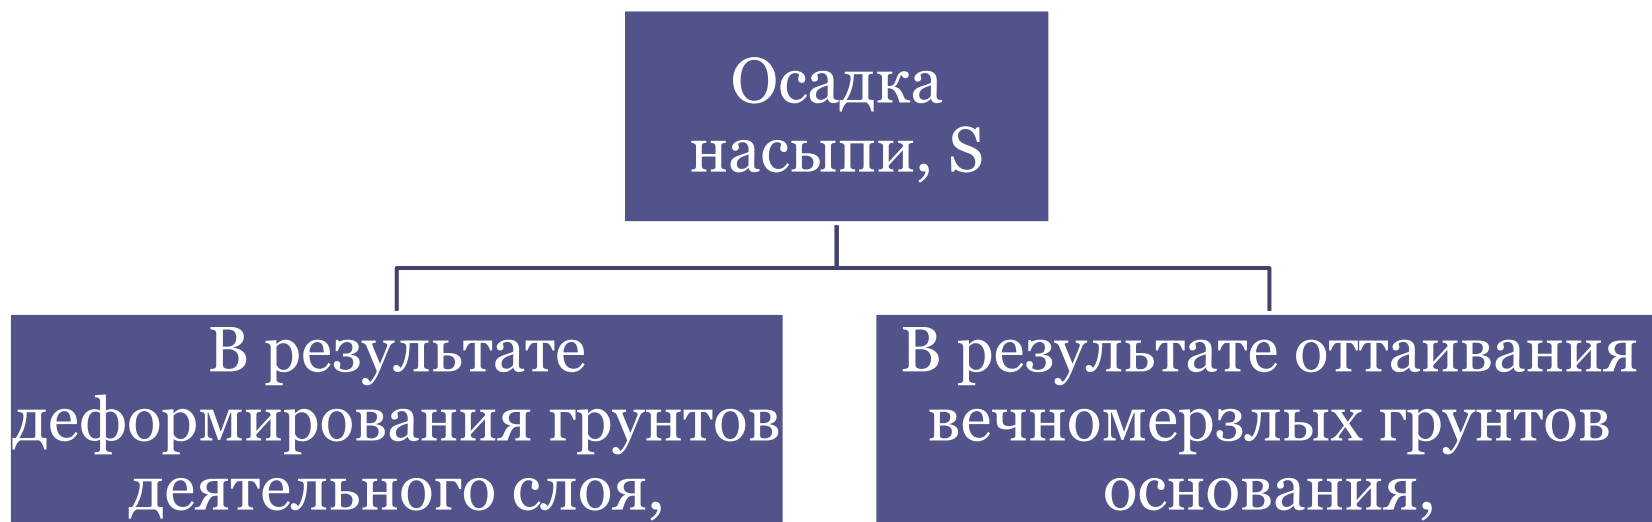 Осадка
насыпи, S
В результате
деформирования грунтов
деятельного слоя,
В результате оттаивания
вечномерзлых грунтов
основания,